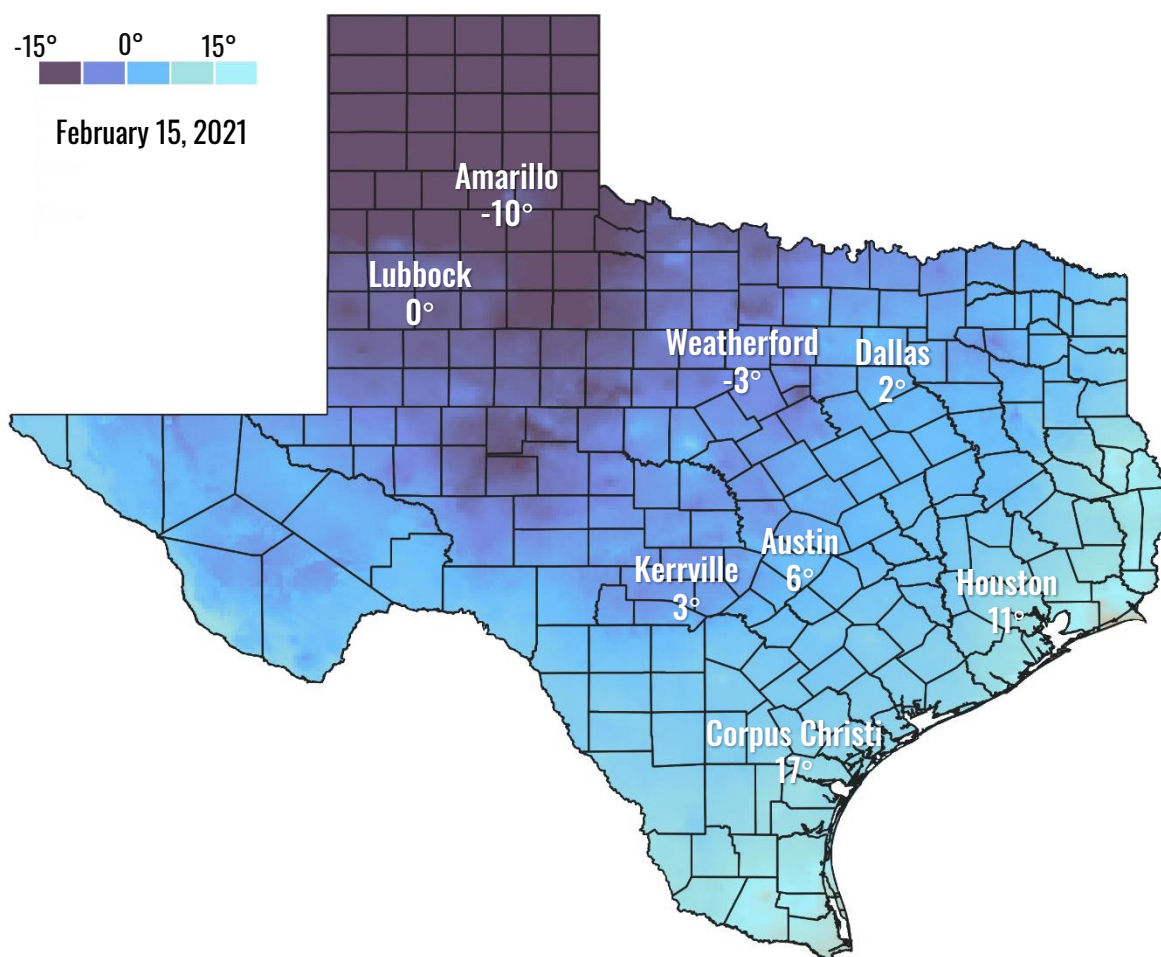 -15° 0° 15°
February 15, 2021
Amarillo
-10°
Lubbock
0°
Weatherford
-3°
Dallas
2°
Austin
6°
Kerrville
3°
Houston
11°
Corpus Christi
17°